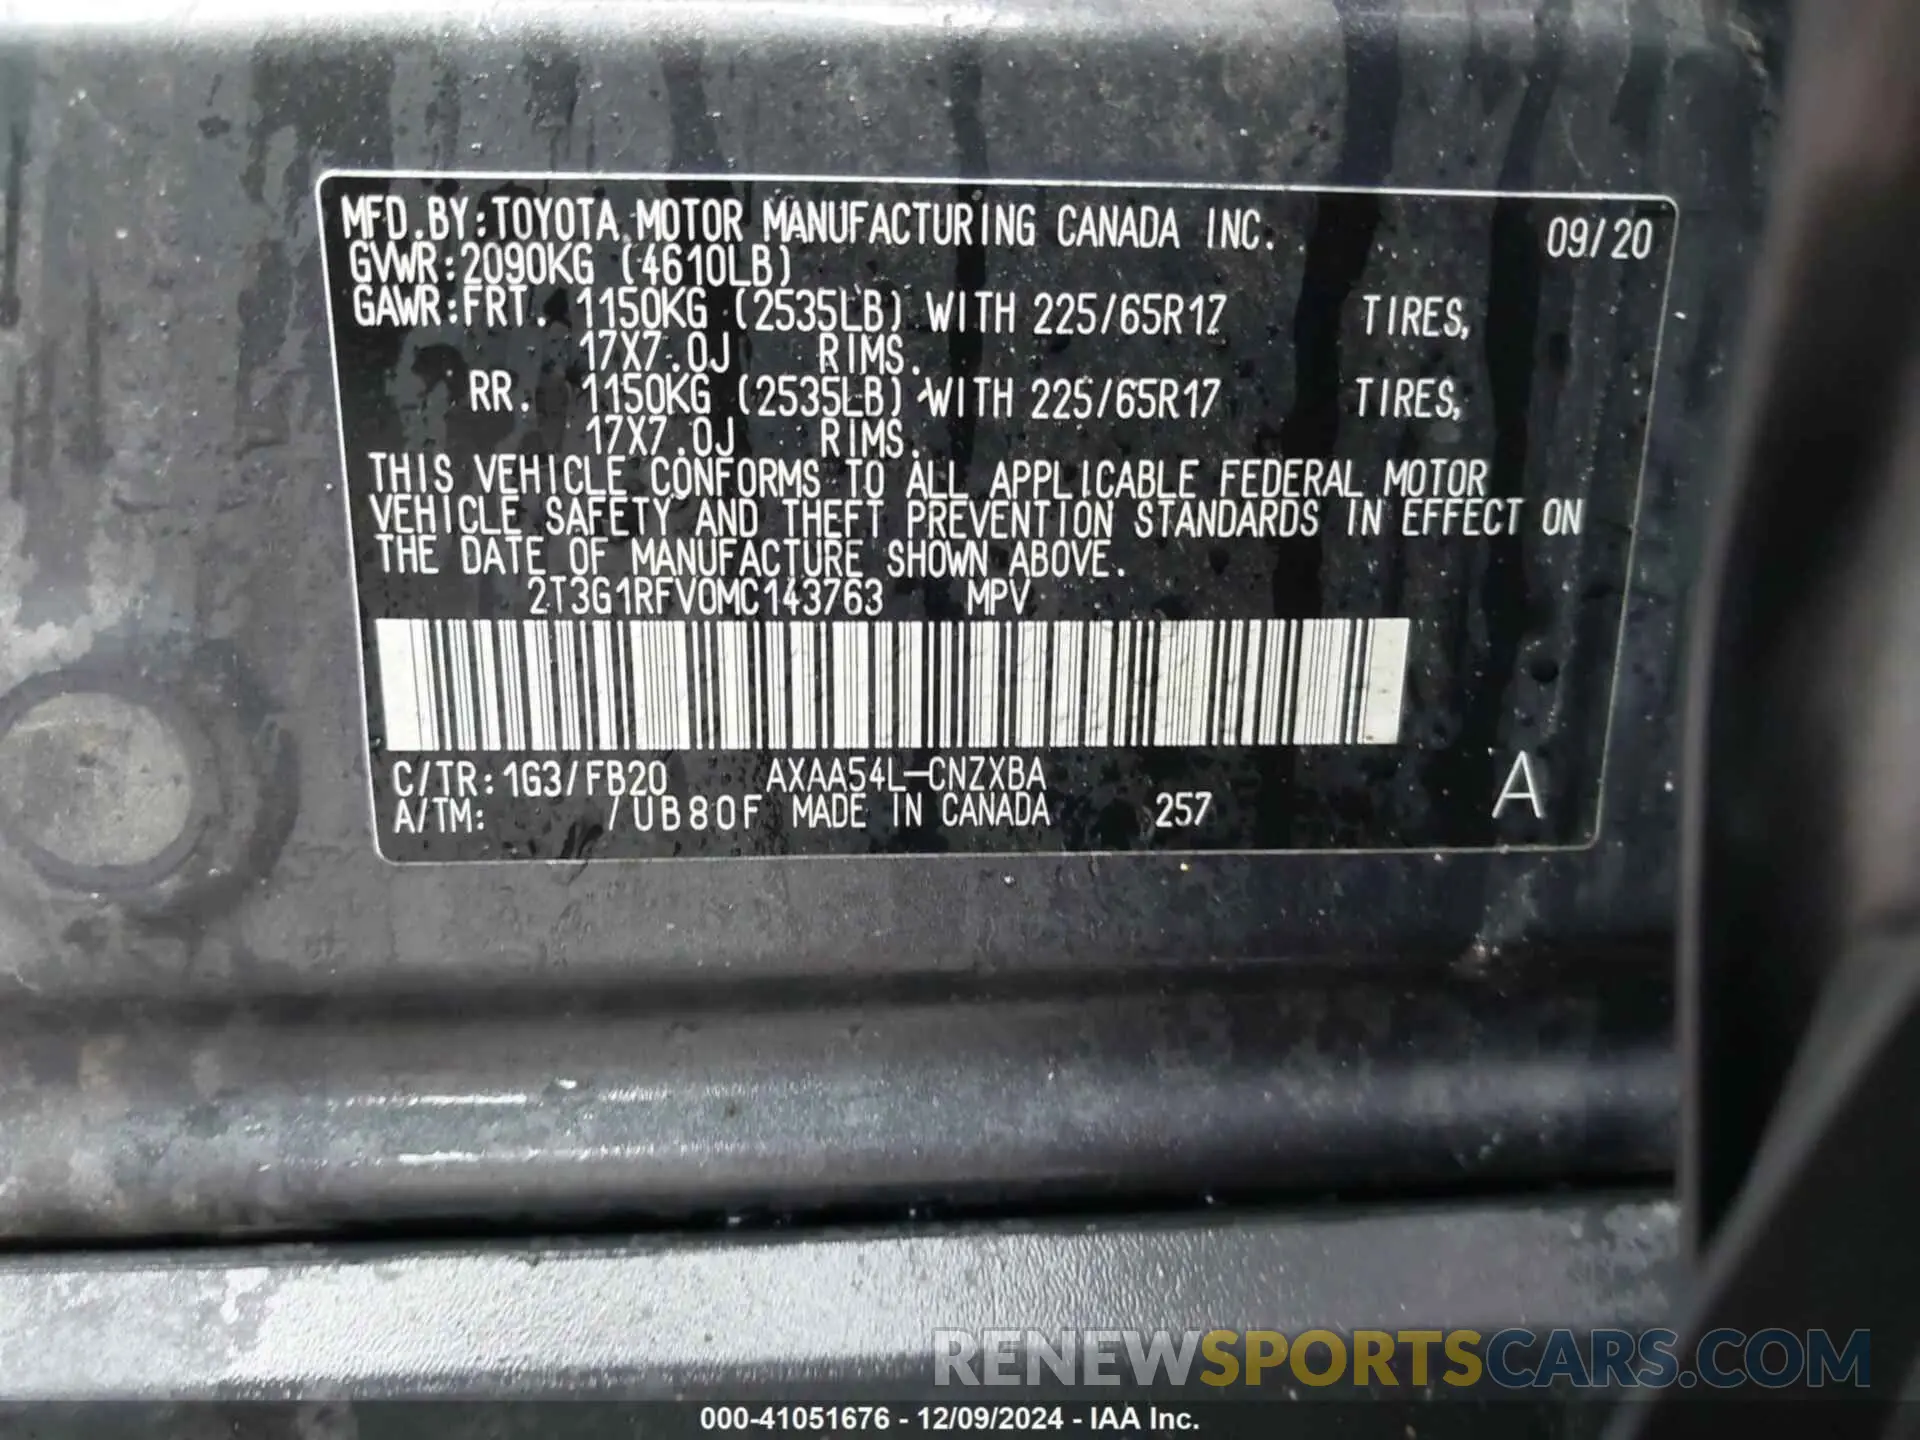 MFD.BY:TOYOTA MOTOR MANUFACTURING CANADA INC. 09/20
GVWR:2090KG (4610LB)
GAWR:FRT. 1150KG (2535LB) WITH 225/65R17 TIRES,
17X7.0J RIMS.
RR. 1150KG (2535LB) WITH 225/65R17 TIRES,
17X7.0J RIMS.
THIS VEHICLE CONFORMS TO ALL APPLICABLE FEDERAL MOTOR
VEHICLE SAFETY AND THEFT PREVENTION STANDARDS IN EFFECT ON
THE DATE OF MANUFACTURE SHOWN ABOVE.
2T3G1RFV0MC143763 MPV
C/TR:1G3/FB20 AXAA54L-CNZXBA A
A/TM: /UB80F MADE IN CANADA 257
RENEWSPORTSCARS.COM
000-41051676 - 12/09/2024 - IAA Inc.